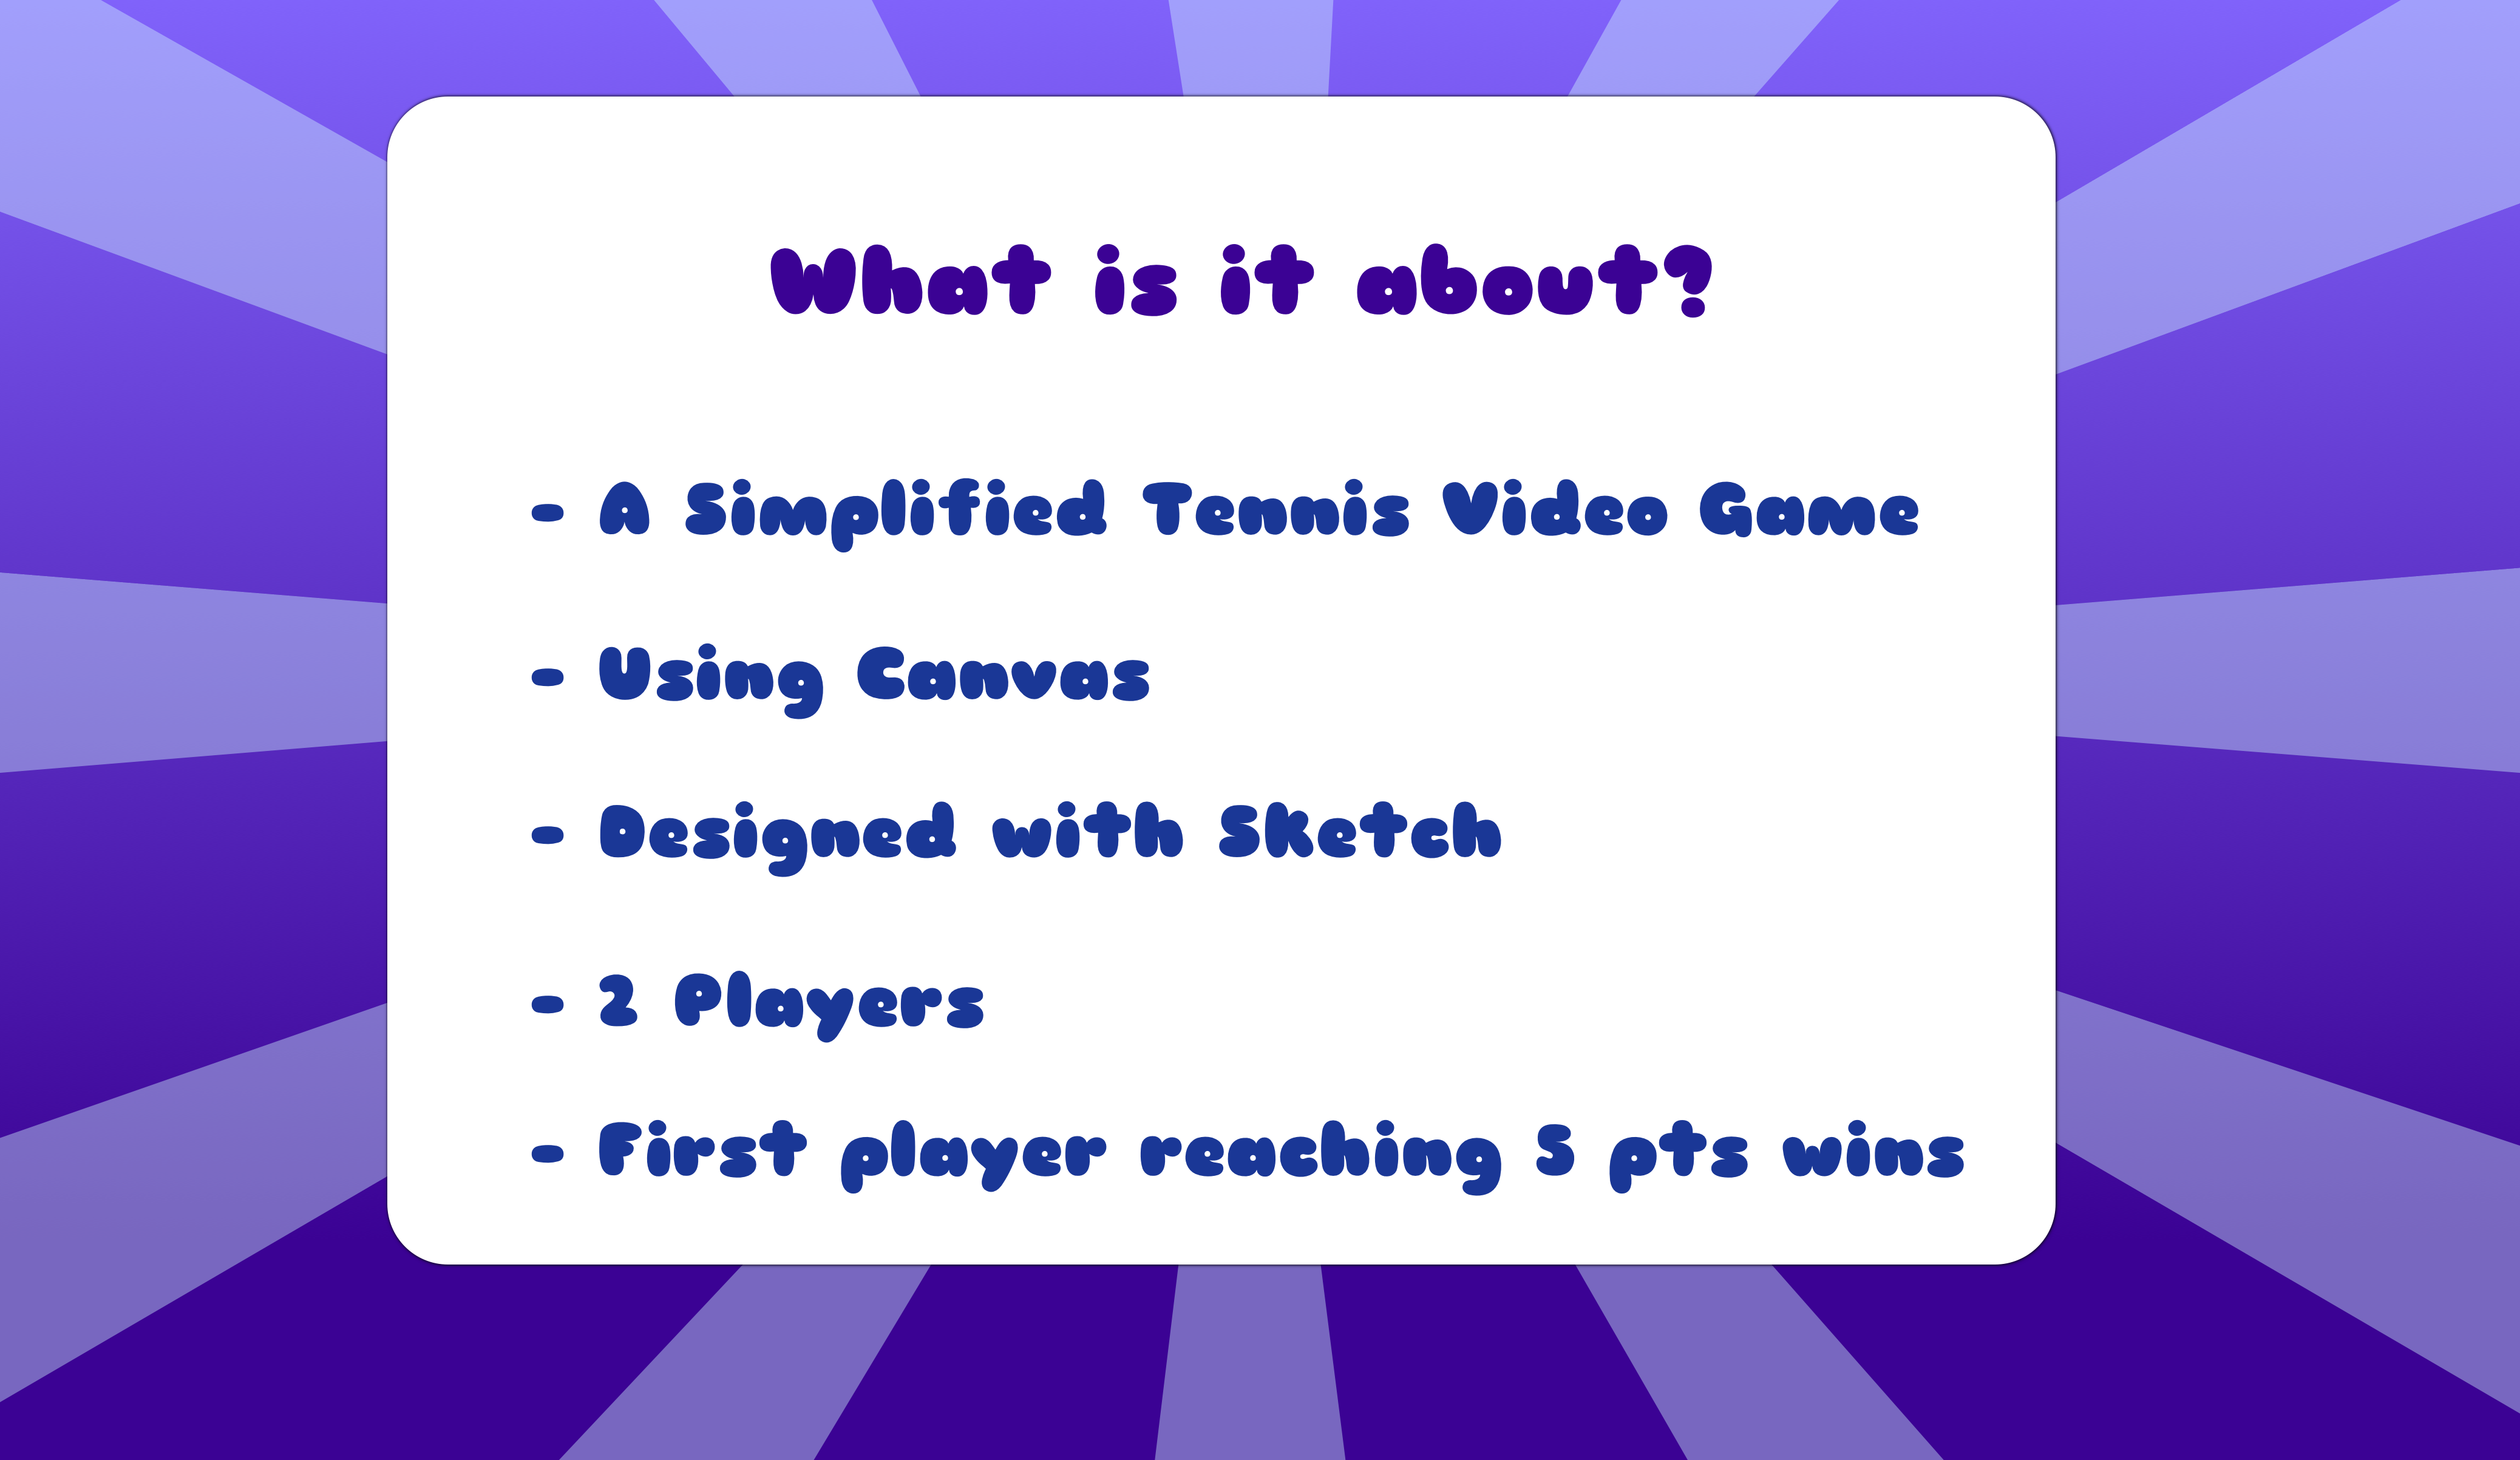 What is it about?
- A Simplified Tennis Video Game
- Using Canvas
- Designed with Sketch
- 2 Players
- First player reaching 5 pts wins